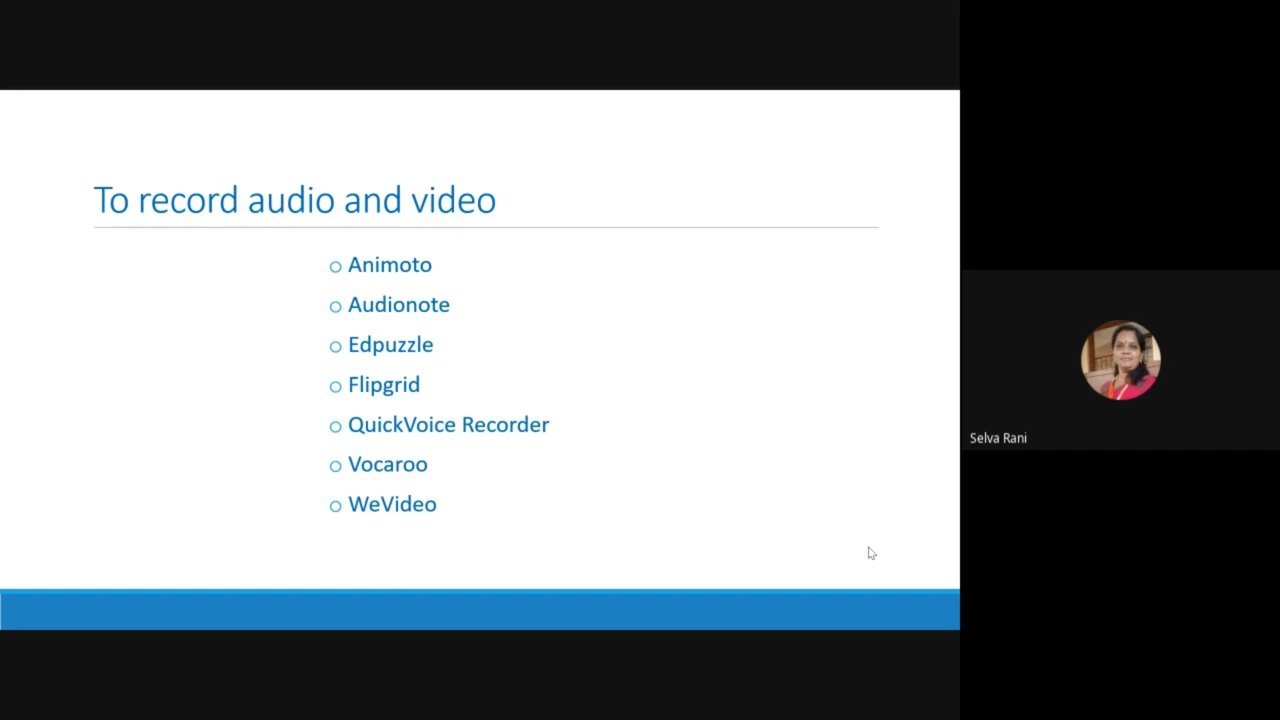 To record audio and video
Animoto
Audionote
Edpuzzle
Flipgrid
QuickVoice Recorder
Vocaroo
WeVideo
Selva Rani